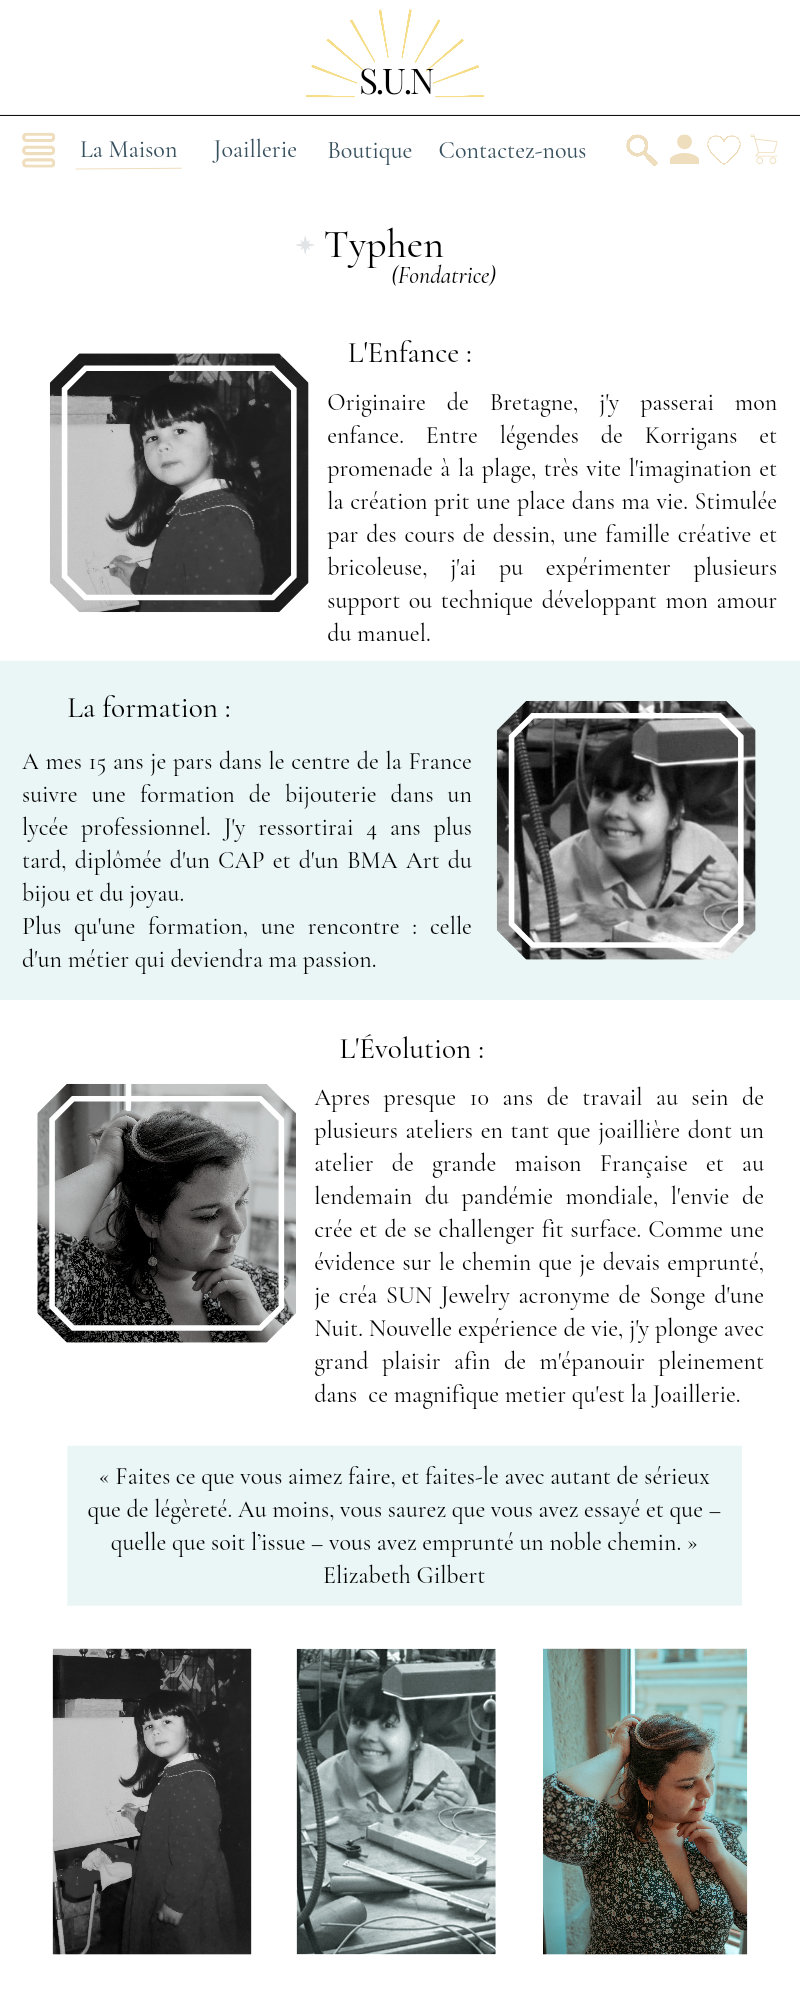 S.U.N
La Maison
Joaillerie
Boutique
Contactez-nous
Typhen
(Fondatrice)
L'Enfance :
Originaire de Bretagne, j'y passerai mon
enfance. Entre légendes de Korrigans et
promenade à la plage, très vite l'imagination et
la création prit une place dans ma vie. Stimulée
par des cours de dessin, une famille créative et
bricoleuse, j'ai pu expérimenter plusieurs
support ou technique développant mon amour
du manuel.
La formation :
A mes 15 ans je pars dans le centre de la France
suivre une formation de bijouterie dans un
lycée professionnel. J'y ressortirai 4 ans plus
tard, diplômée d'un CAP et d'un BMA Art du
bijou et du joyau.
Plus qu'une formation, une rencontre : celle
d'un métier qui deviendra ma passion.
L'Évolution :
Apres presque 10 ans de travail au sein de
plusieurs ateliers en tant que joaillière dont un
atelier de grande maison Française et au
lendemain du pandémie mondiale, l'envie de
crée et de se challenger fit surface. Comme une
évidence sur le chemin que je devais emprunté,
je créa SUN Jewelry acronyme de Songe d'une
Nuit. Nouvelle expérience de vie, j'y plonge avec
grand plaisir afin de m'épanouir pleinement
dans ce magnifique metier qu'est la Joaillerie.
« Faites ce que vous aimez faire, et faites-le avec autant de sérieux
que de légèreté. Au moins, vous saurez que vous avez essayé et que –
quelle que soit l’issue – vous avez emprunté un noble chemin. »
Elizabeth Gilbert